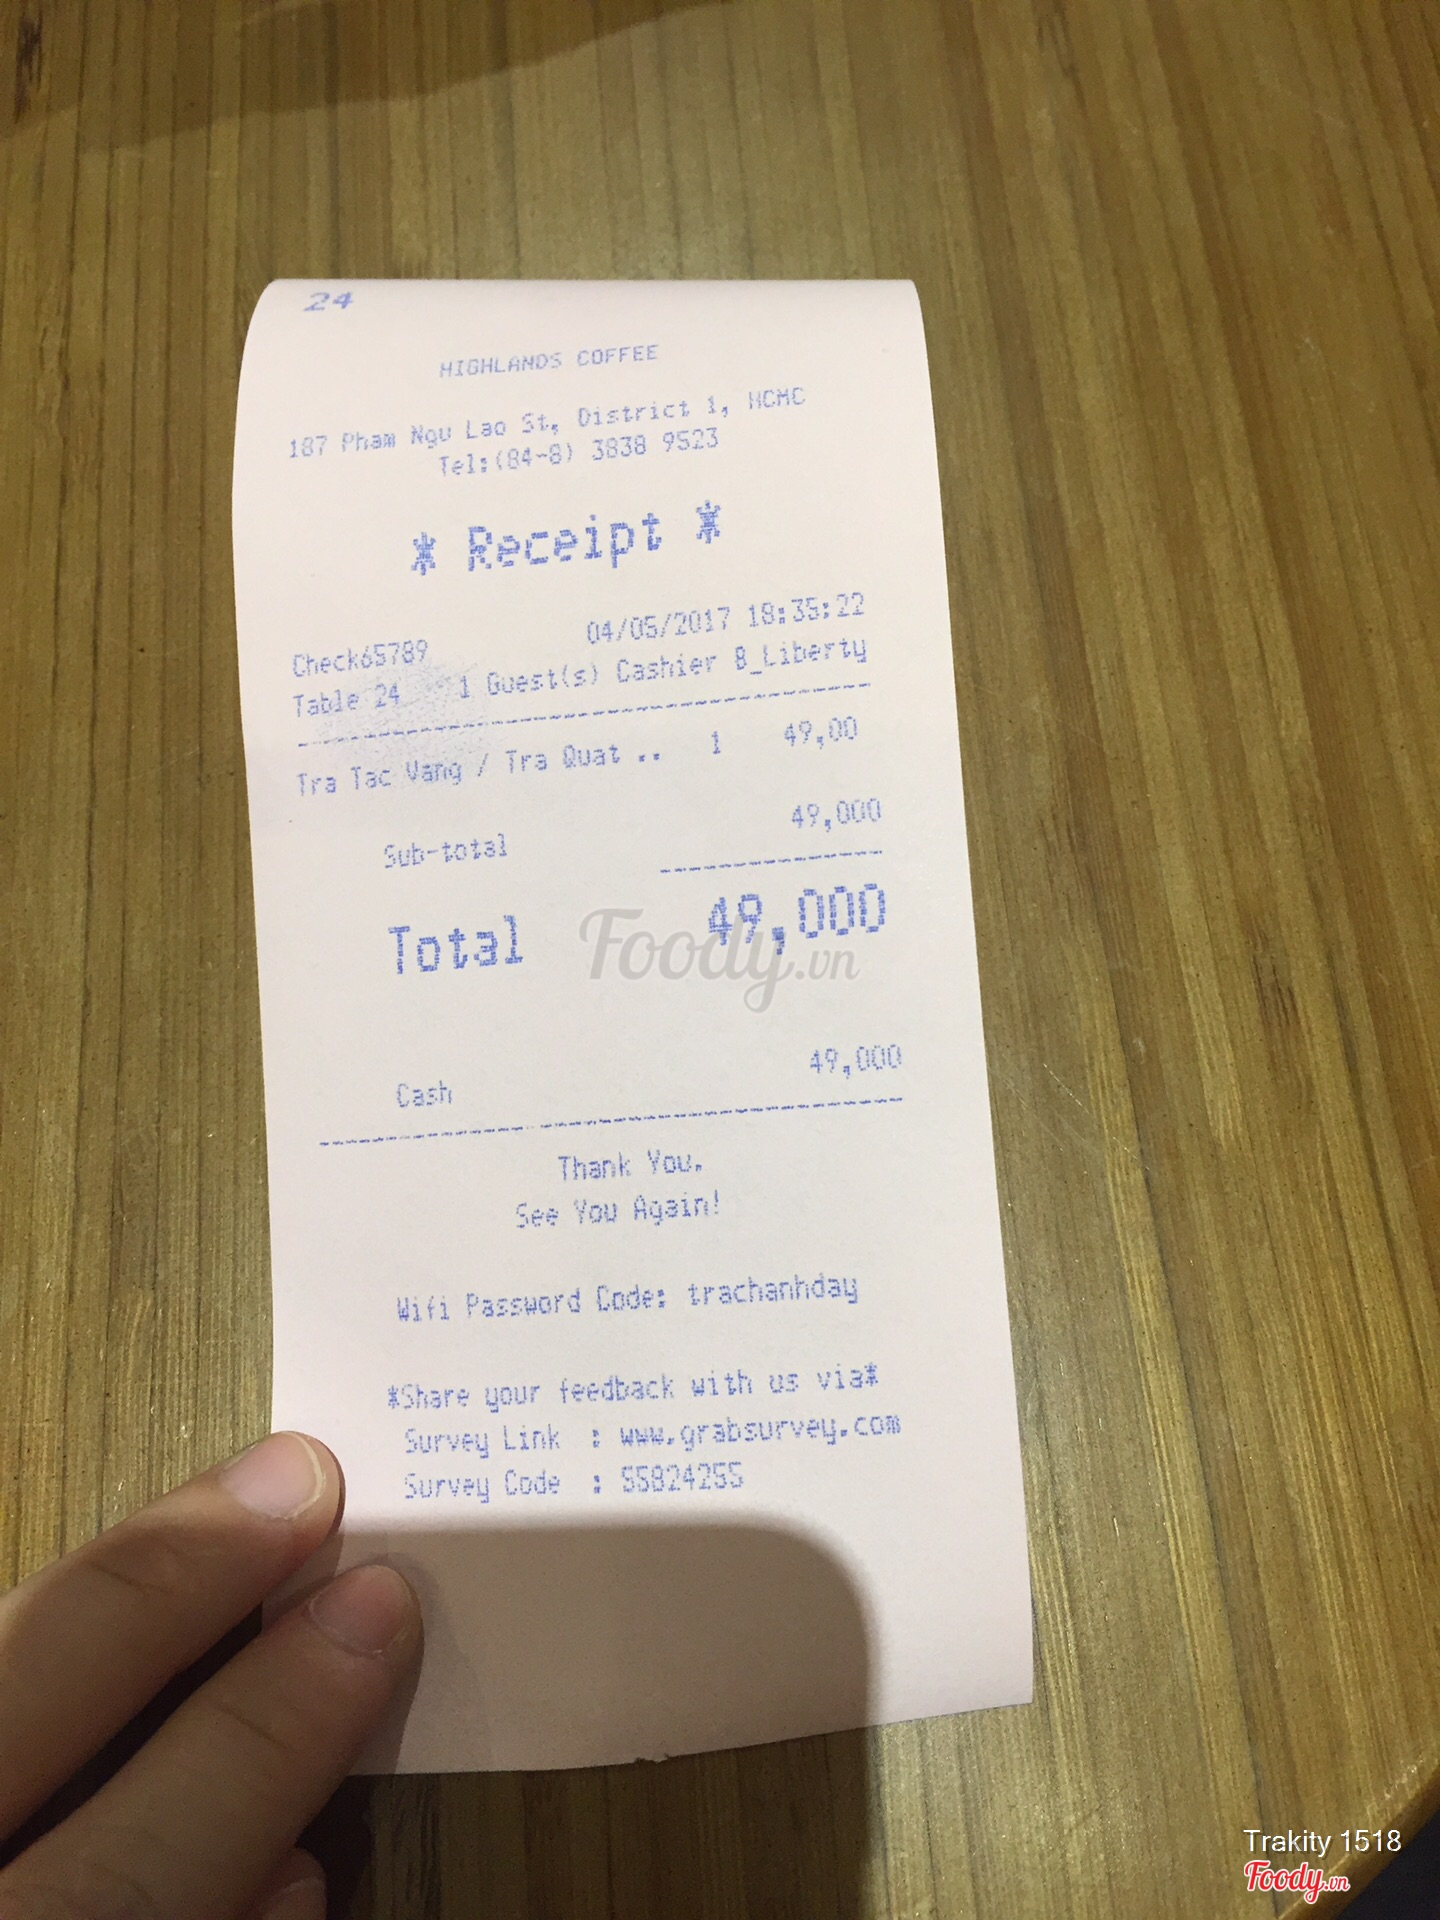 24
HIGHLANDS COFFEE
187 Pham Ngu Lao St, District 1, HCMC
Tel:(84-8) 3838 9523
* Receipt *
04/05/2017 18:35:22
Check65789
Table 24 1 Guest(s) Cashier B_Liberty
Tra Tac Vang / Tra Quat .. 1 49,00
Sub-total 49,000
Total 49,000
Foody.vn
Cash 49,000
Thank You.
See You Again!
Wifi Password Code: trachanhday
*Share your feedback with us via*
Survey Link : www.grabsurvey.com
Survey Code : 55824255
Trakity 1518
Foody.vn